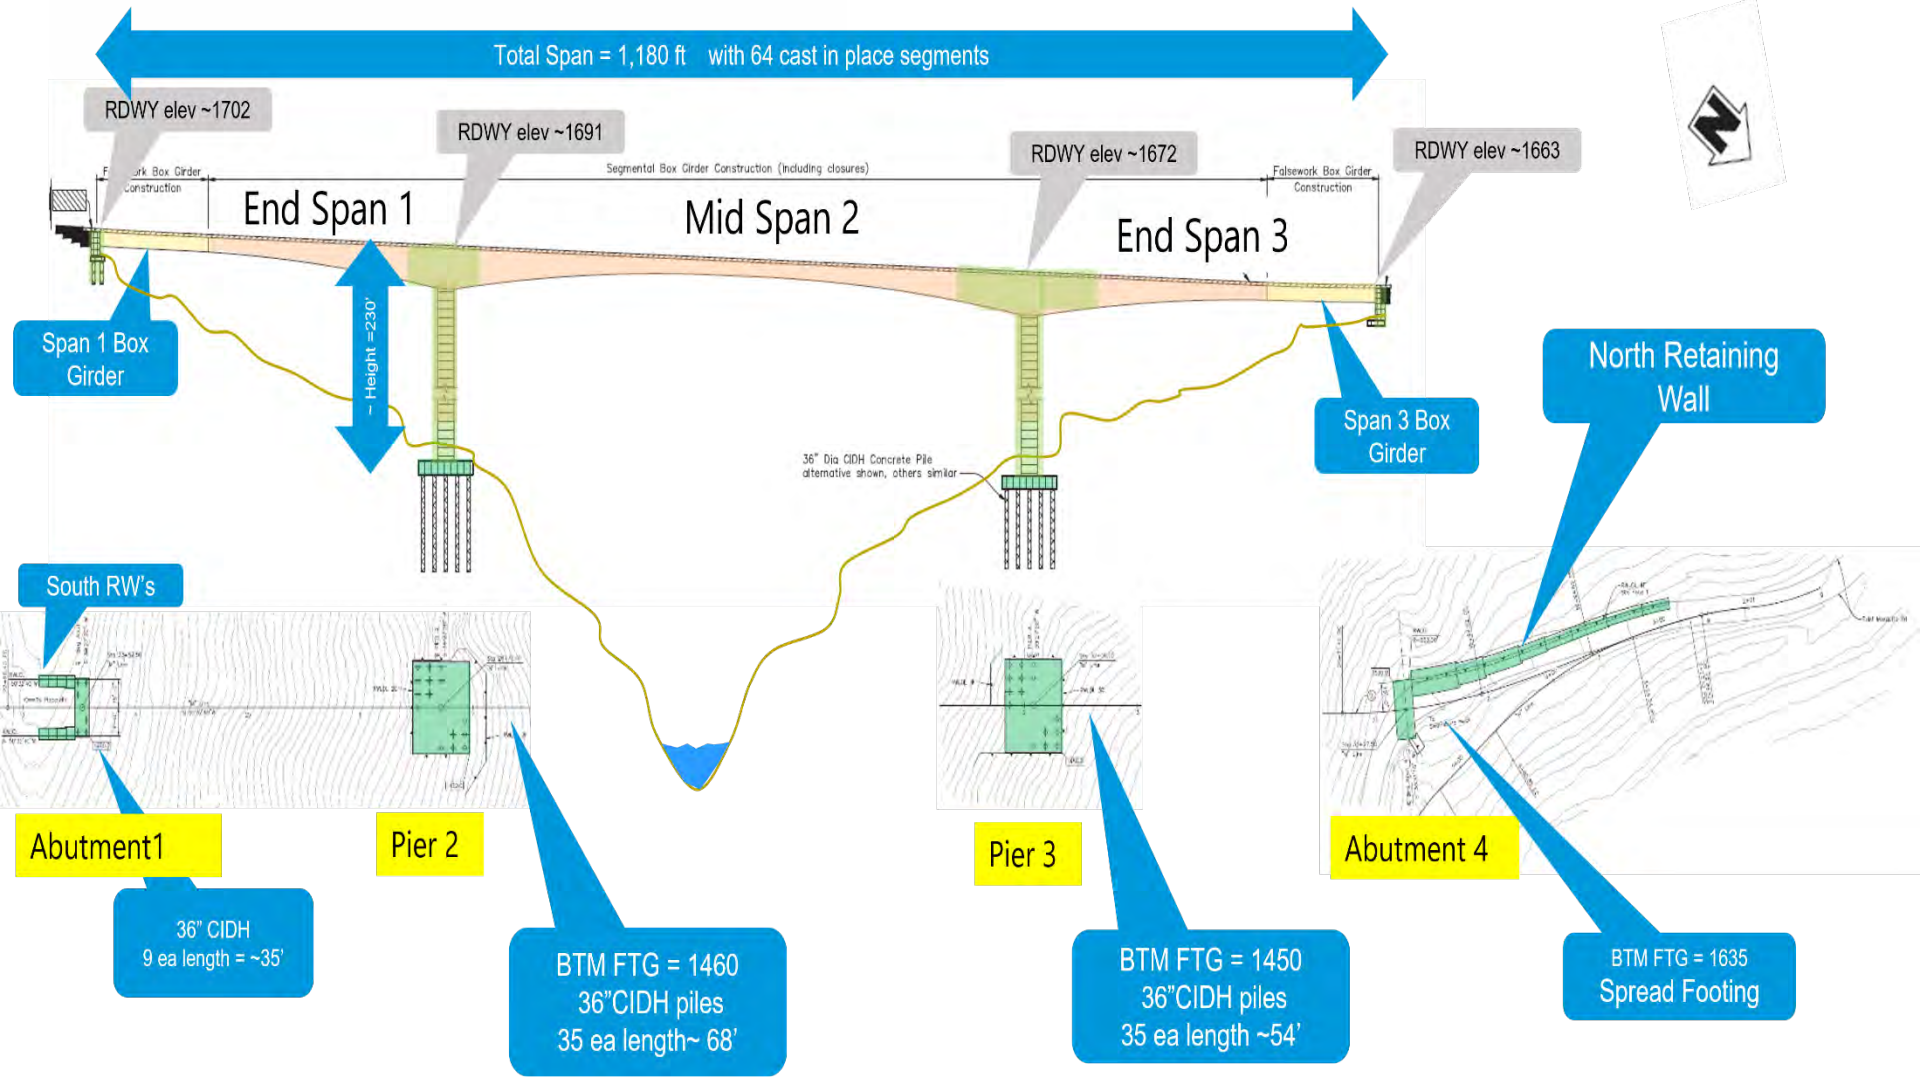 Total Span = 1,180 ft with 64 cast in place segments
RDWY elev ~1702
RDWY elev ~1691
RDWY elev ~1672
RDWY elev ~1663
N
Box Girder
Construction
Segmental Box Girder Construction (including closures)
Falsework Box Girder
Construction
End Span 1
Mid Span 2
End Span 3
~ Height =230'
Span 1 Box
Girder
Span 3 Box
Girder
North Retaining
Wall
36" Dia CIDH Concrete Pile
alternative shown, others similar
South RW's
Abutment1
Pier 2
Pier 3
Abutment 4
36" CIDH
9 ea length = ~35'
BTM FTG = 1460
36"CIDH piles
35 ea length~ 68'
BTM FTG = 1450
36"CIDH piles
35 ea length ~54'
BTM FTG = 1635
Spread Footing